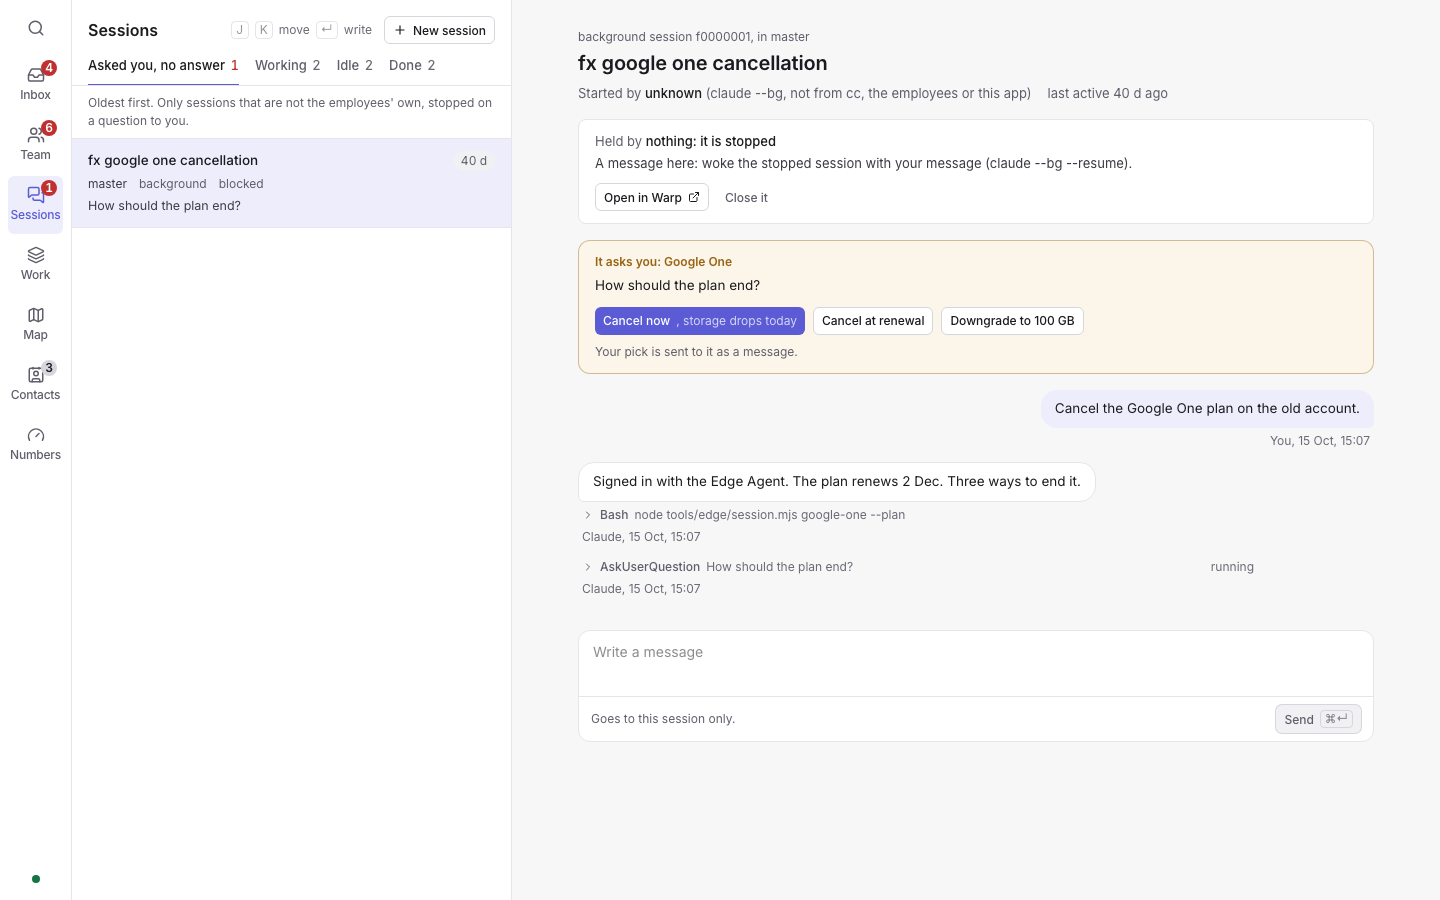 4
Inbox
6
Team
1
Sessions
Work
Map
3
Contacts
Numbers
Sessions
J K move ↵ write
New session
Asked you, no answer 1
Working 2
Idle 2
Done 2
Oldest first. Only sessions that are not the employees' own, stopped on
a question to you.
fx google one cancellation
40 d
master background blocked
How should the plan end?
background session f0000001, in master
fx google one cancellation
Started by unknown (claude --bg, not from cc, the employees or this app) last active 40 d ago
Held by nothing: it is stopped
A message here: woke the stopped session with your message (claude --bg --resume).
Open in Warp
Close it
It asks you: Google One
How should the plan end?
Cancel now , storage drops today
Cancel at renewal
Downgrade to 100 GB
Your pick is sent to it as a message.
Cancel the Google One plan on the old account.
You, 15 Oct, 15:07
Signed in with the Edge Agent. The plan renews 2 Dec. Three ways to end it.
Bash node tools/edge/session.mjs google-one --plan
Claude, 15 Oct, 15:07
AskUserQuestion How should the plan end? running
Claude, 15 Oct, 15:07
Write a message
Goes to this session only.
Send ⌘↵